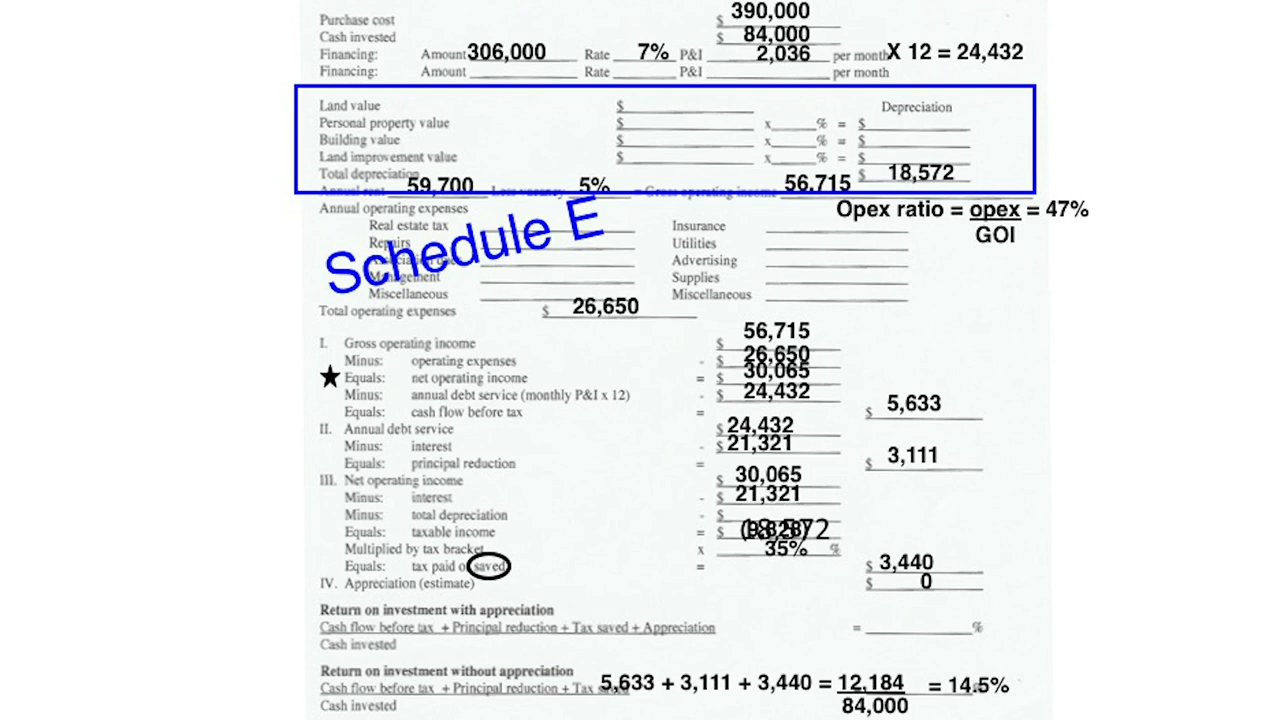 Purchase cost $ 390,000
Cash invested $ 84,000
Financing: Amount 306,000 Rate 7% P&I 2,036 per month X 12 = 24,432
Financing: Amount Rate P&I per month
Land value $ Depreciation
Personal property value $ x % = $
Building value $ x % = $
Land improvement value $ x % = $
Total depreciation $ 18,572
Annual rent 59,700 Less vacancy 5% = Gross operating income 56,715
Annual operating expenses Opex ratio = opex = 47%
GOI
Real estate tax Insurance
Repairs Utilities
Schedule E
Advertising
Management Supplies
Miscellaneous Miscellaneous
Total operating expenses $ 26,650
I. Gross operating income $ 56,715
Minus: operating expenses - $ 26,650
★ Equals: net operating income = $ 30,065
Minus: annual debt service (monthly P&I x 12) - $ 24,432
Equals: cash flow before tax = $ 5,633
II. Annual debt service $ 24,432
Minus: interest - $ 21,321
Equals: principal reduction = $ 3,111
III. Net operating income $ 30,065
Minus: interest - $ 21,321
Minus: total depreciation - $ 18,572
Equals: taxable income = $
Multiplied by tax bracket x 35% %
Equals: tax paid or saved = $ 3,440
IV. Appreciation (estimate) $ 0
Return on investment with appreciation
Cash flow before tax + Principal reduction + Tax saved + Appreciation = %
Cash invested
Return on investment without appreciation
Cash flow before tax + Principal reduction + Tax saved 5,633 + 3,111 + 3,440 = 12,184 = 14.5%
Cash invested 84,000